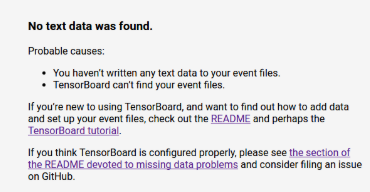 No text data was found.
Probable causes:
• You haven't written any text data to your event files.
• TensorBoard can't find your event files.
If you're new to using TensorBoard, and want to find out how to add data
and set up your event files, check out the README and perhaps the
TensorBoard tutorial.
If you think TensorBoard is configured properly, please see the section of
the README devoted to missing data problems and consider filing an issue
on GitHub.